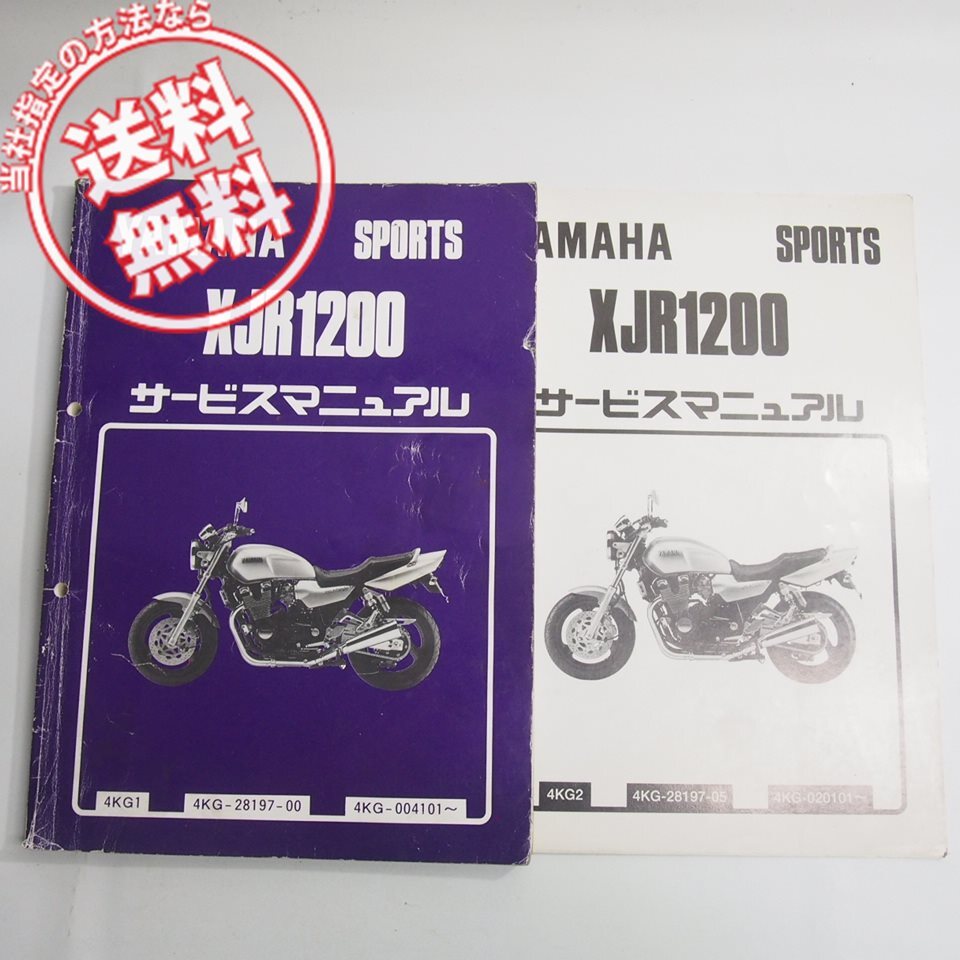 当社指定の方法なら
送料
無料
SPORTS
XJR1200
サービスマニュアル
4KG1 4KG-28197-00 4KG-004101～
YAMAHA SPORTS
XJR1200
サービスマニュアル
4KG2 4KG-28197-05 4KG-020101～